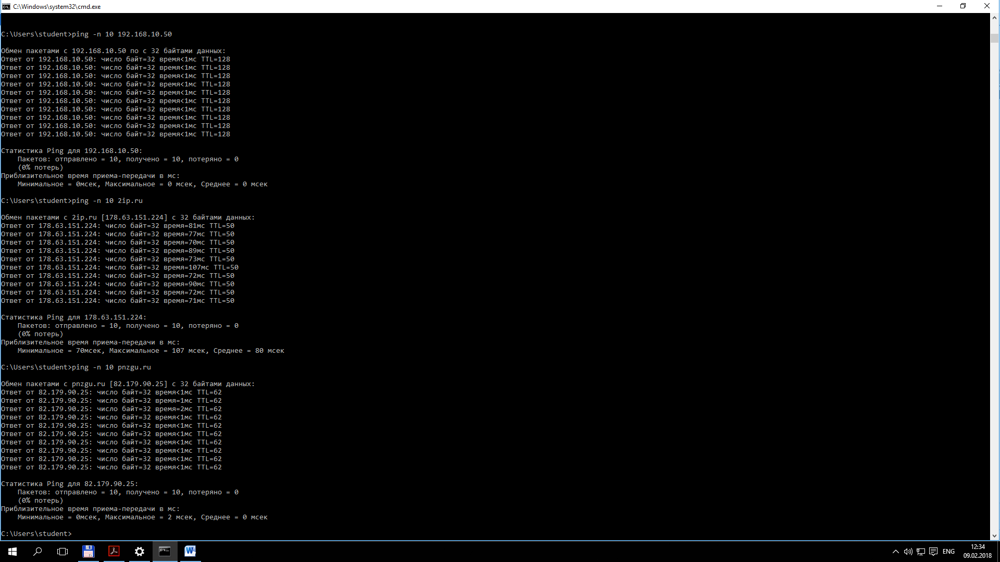 C:\Windows\system32\cmd.exe
C:\Users\student>ping -n 10 192.168.10.50
Обмен пакетами с 192.168.10.50 по с 32 байтами данных:
Ответ от 192.168.10.50: число байт=32 время<1мс TTL=128
Ответ от 192.168.10.50: число байт=32 время<1мс TTL=128
Ответ от 192.168.10.50: число байт=32 время<1мс TTL=128
Ответ от 192.168.10.50: число байт=32 время<1мс TTL=128
Ответ от 192.168.10.50: число байт=32 время<1мс TTL=128
Ответ от 192.168.10.50: число байт=32 время<1мс TTL=128
Ответ от 192.168.10.50: число байт=32 время<1мс TTL=128
Ответ от 192.168.10.50: число байт=32 время<1мс TTL=128
Ответ от 192.168.10.50: число байт=32 время<1мс TTL=128
Ответ от 192.168.10.50: число байт=32 время<1мс TTL=128
Статистика Ping для 192.168.10.50:
Пакетов: отправлено = 10, получено = 10, потеряно = 0
(0% потерь)
Приблизительное время приема-передачи в мс:
Минимальное = 0мсек, Максимальное = 0 мсек, Среднее = 0 мсек
C:\Users\student>ping -n 10 2ip.ru
Обмен пакетами с 2ip.ru [178.63.151.224] с 32 байтами данных:
Ответ от 178.63.151.224: число байт=32 время=81мс TTL=50
Ответ от 178.63.151.224: число байт=32 время=77мс TTL=50
Ответ от 178.63.151.224: число байт=32 время=70мс TTL=50
Ответ от 178.63.151.224: число байт=32 время=89мс TTL=50
Ответ от 178.63.151.224: число байт=32 время=73мс TTL=50
Ответ от 178.63.151.224: число байт=32 время=107мс TTL=50
Ответ от 178.63.151.224: число байт=32 время=72мс TTL=50
Ответ от 178.63.151.224: число байт=32 время=90мс TTL=50
Ответ от 178.63.151.224: число байт=32 время=72мс TTL=50
Ответ от 178.63.151.224: число байт=32 время=71мс TTL=50
Статистика Ping для 178.63.151.224:
Пакетов: отправлено = 10, получено = 10, потеряно = 0
(0% потерь)
Приблизительное время приема-передачи в мс:
Минимальное = 70мсек, Максимальное = 107 мсек, Среднее = 80 мсек
C:\Users\student>ping -n 10 pnzgu.ru
Обмен пакетами с pnzgu.ru [82.179.90.25] с 32 байтами данных:
Ответ от 82.179.90.25: число байт=32 время<1мс TTL=62
Ответ от 82.179.90.25: число байт=32 время=1мс TTL=62
Ответ от 82.179.90.25: число байт=32 время=2мс TTL=62
Ответ от 82.179.90.25: число байт=32 время<1мс TTL=62
Ответ от 82.179.90.25: число байт=32 время<1мс TTL=62
Ответ от 82.179.90.25: число байт=32 время<1мс TTL=62
Ответ от 82.179.90.25: число байт=32 время<1мс TTL=62
Ответ от 82.179.90.25: число байт=32 время<1мс TTL=62
Ответ от 82.179.90.25: число байт=32 время<1мс TTL=62
Ответ от 82.179.90.25: число байт=32 время<1мс TTL=62
Статистика Ping для 82.179.90.25:
Пакетов: отправлено = 10, получено = 10, потеряно = 0
(0% потерь)
Приблизительное время приема-передачи в мс:
Минимальное = 0мсек, Максимальное = 2 мсек, Среднее = 0 мсек
C:\Users\student>
ENG
12:34
09.02.2018